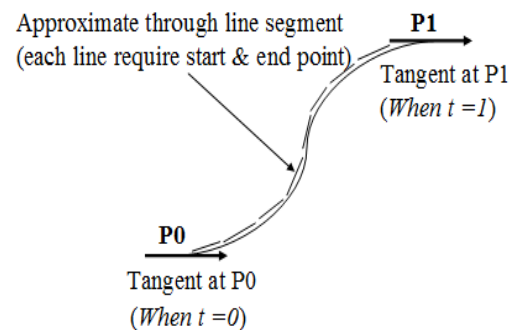 Approximate through line segment
(each line require start & end point)
P1
Tangent at P1
(When t =1)
P0
Tangent at P0
(When t =0)